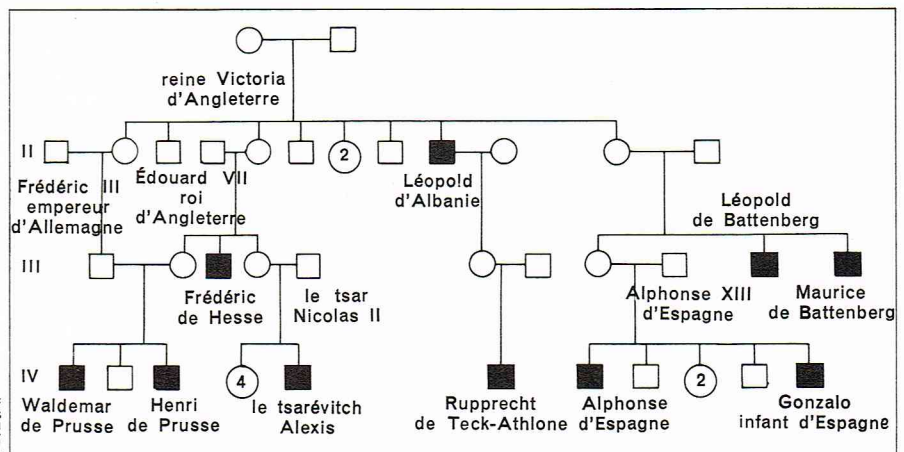 reine Victoria
d'Angleterre
II
2
Frédéric III
empereur
d'Allemagne
Édouard VII
roi
d'Angleterre
Léopold
d'Albanie
Léopold
de Battenberg
III
Frédéric
de Hesse
le tsar
Nicolas II
Alphonse XIII
d'Espagne
Maurice
de Battenberg
IV
4
2
Waldemar
de Prusse
Henri
de Prusse
le tsarévitch
Alexis
Rupprecht
de Teck-Athlone
Alphonse
d'Espagne
Gonzalo
infant d'Espagne